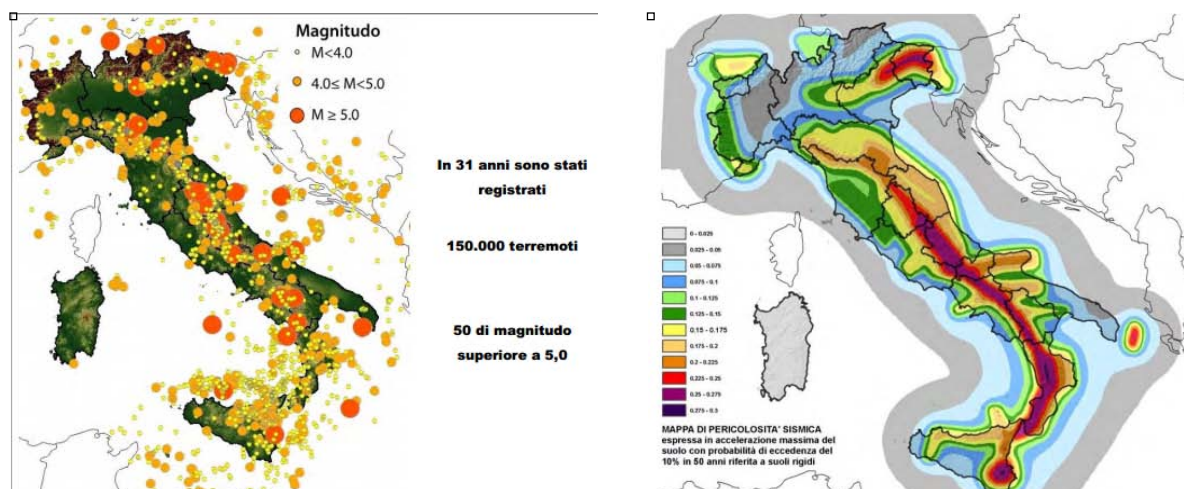 Magnitudo
M<4.0
4.0≤ M<5.0
M ≥ 5.0
In 31 anni sono stati
registrati
150.000 terremoti
50 di magnitudo
superiore a 5,0
0 - 0.025
0.025 - 0.05
0.05 - 0.075
0.075 - 0.1
0.1 - 0.125
0.125 - 0.15
0.15 - 0.175
0.175 - 0.2
0.2 - 0.225
0.225 - 0.25
0.25 - 0.275
0.275 - 0.3
MAPPA DI PERICOLOSITA' SISMICA
espressa in accelerazione massima del
suolo con probabilità di eccedenza del
10% in 50 anni riferita a suoli rigidi